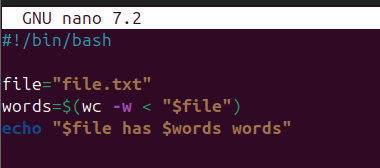 GNU nano 7.2
#!/bin/bash
file="file.txt"
words=$(wc -w < "$file")
echo "$file has $words words"